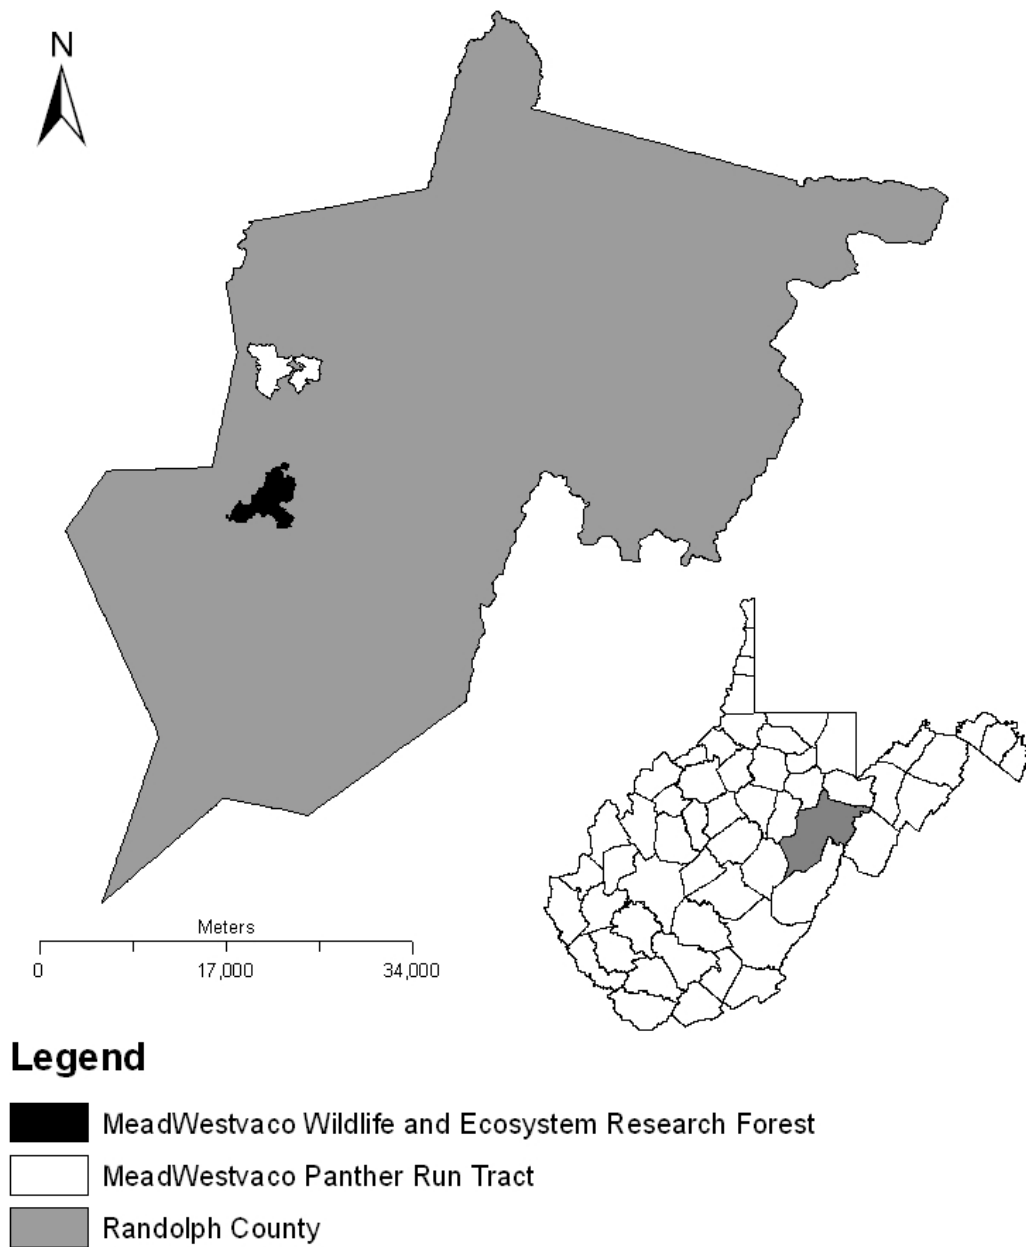 N
Meters
0 17,000 34,000
Legend
MeadWestvaco Wildlife and Ecosystem Research Forest
MeadWestvaco Panther Run Tract
Randolph County